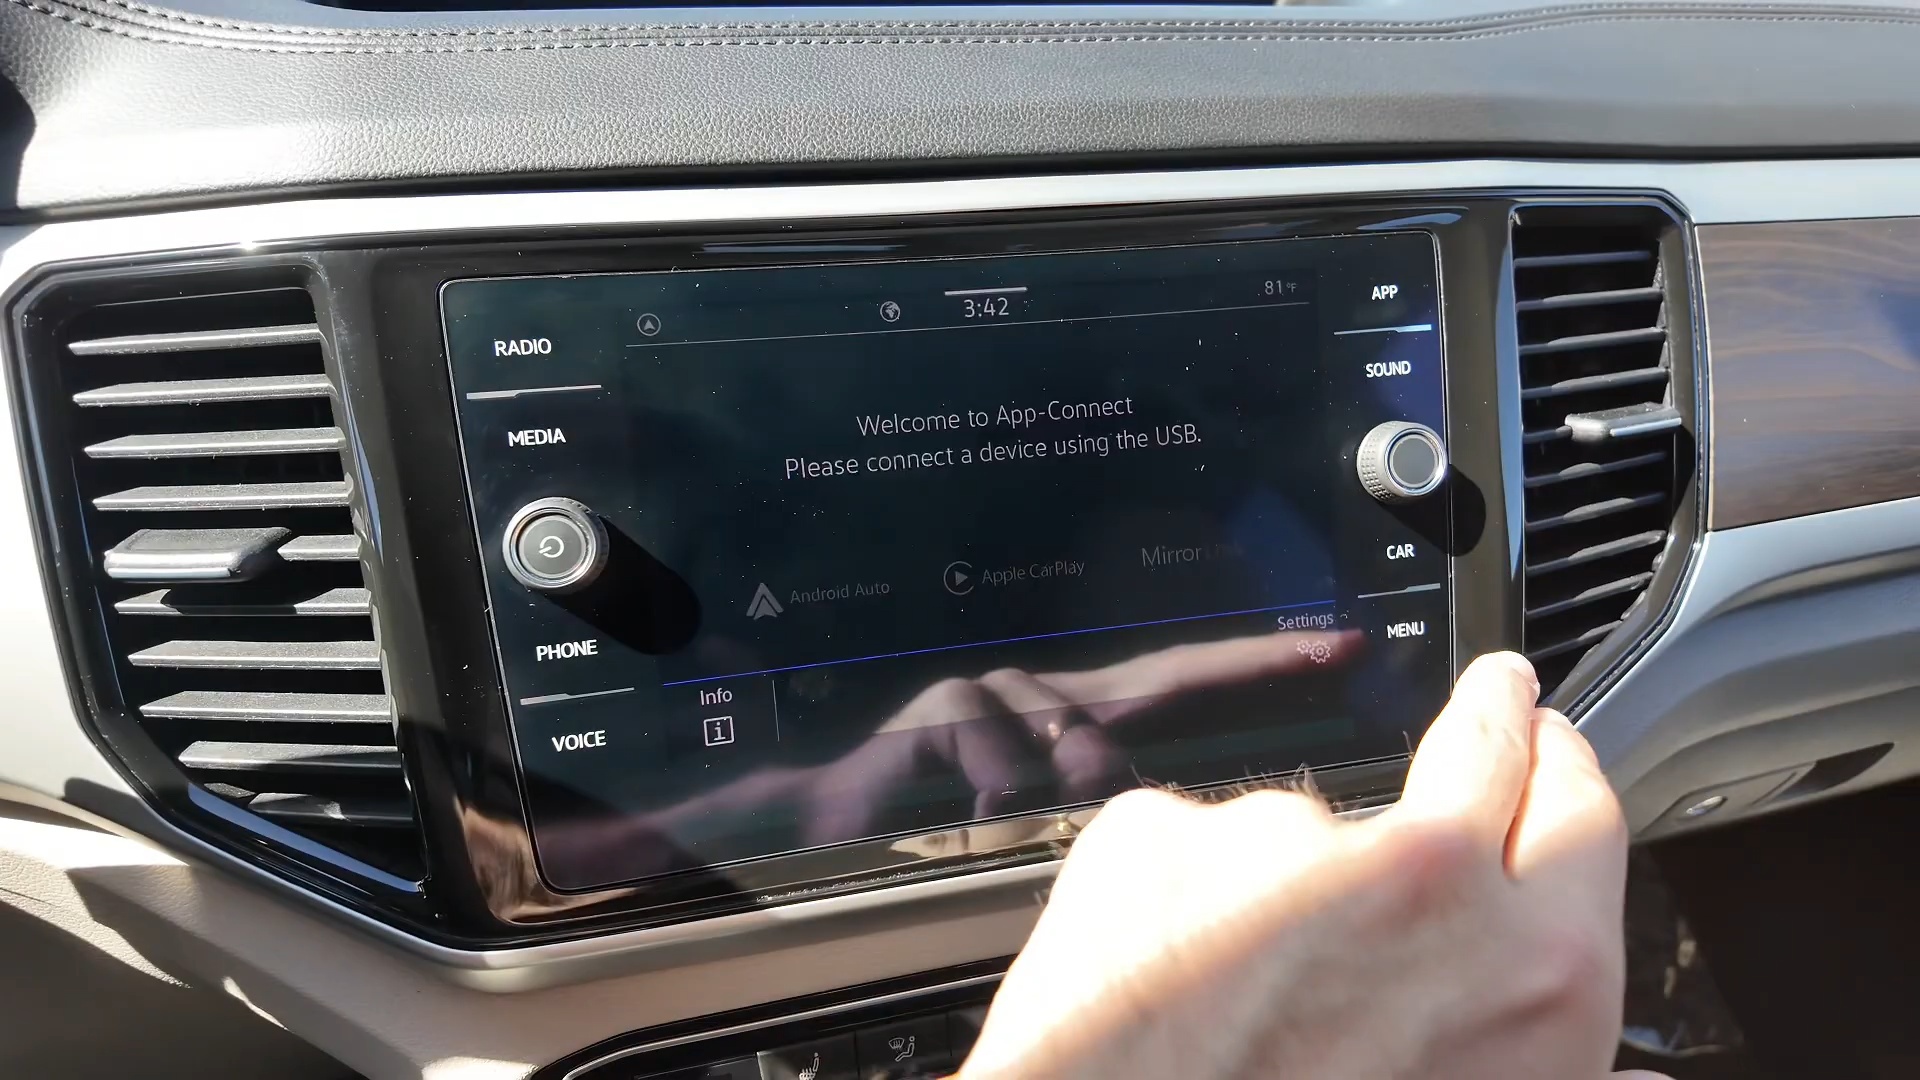 RADIO
MEDIA
PHONE
VOICE
3:42
81°F
Welcome to App-Connect
Please connect a device using the USB.
Android Auto
Apple CarPlay
Mirror
Settings
Info
i
APP
SOUND
CAR
MENU